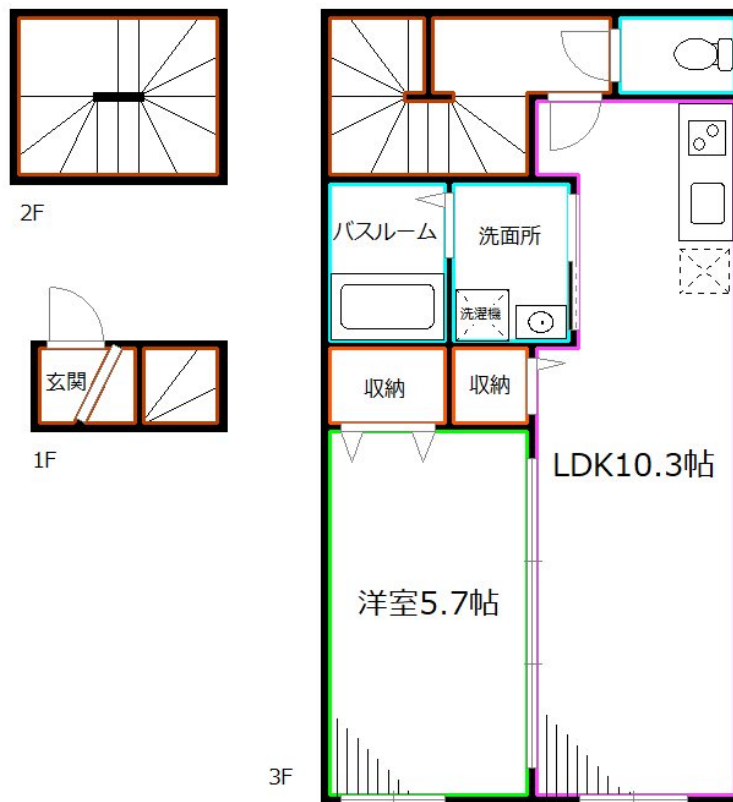 2F
玄関
1F
バスルーム
洗面所
洗濯機
収納
収納
LDK10.3帖
洋室5.7帖
3F